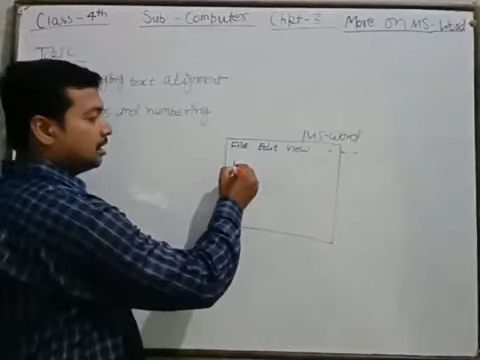 Class-4th Sub-Computer Chpt-3 More on MS-Word
Topic
text alignment
and numbering
MS-Word
File Edit View - - -